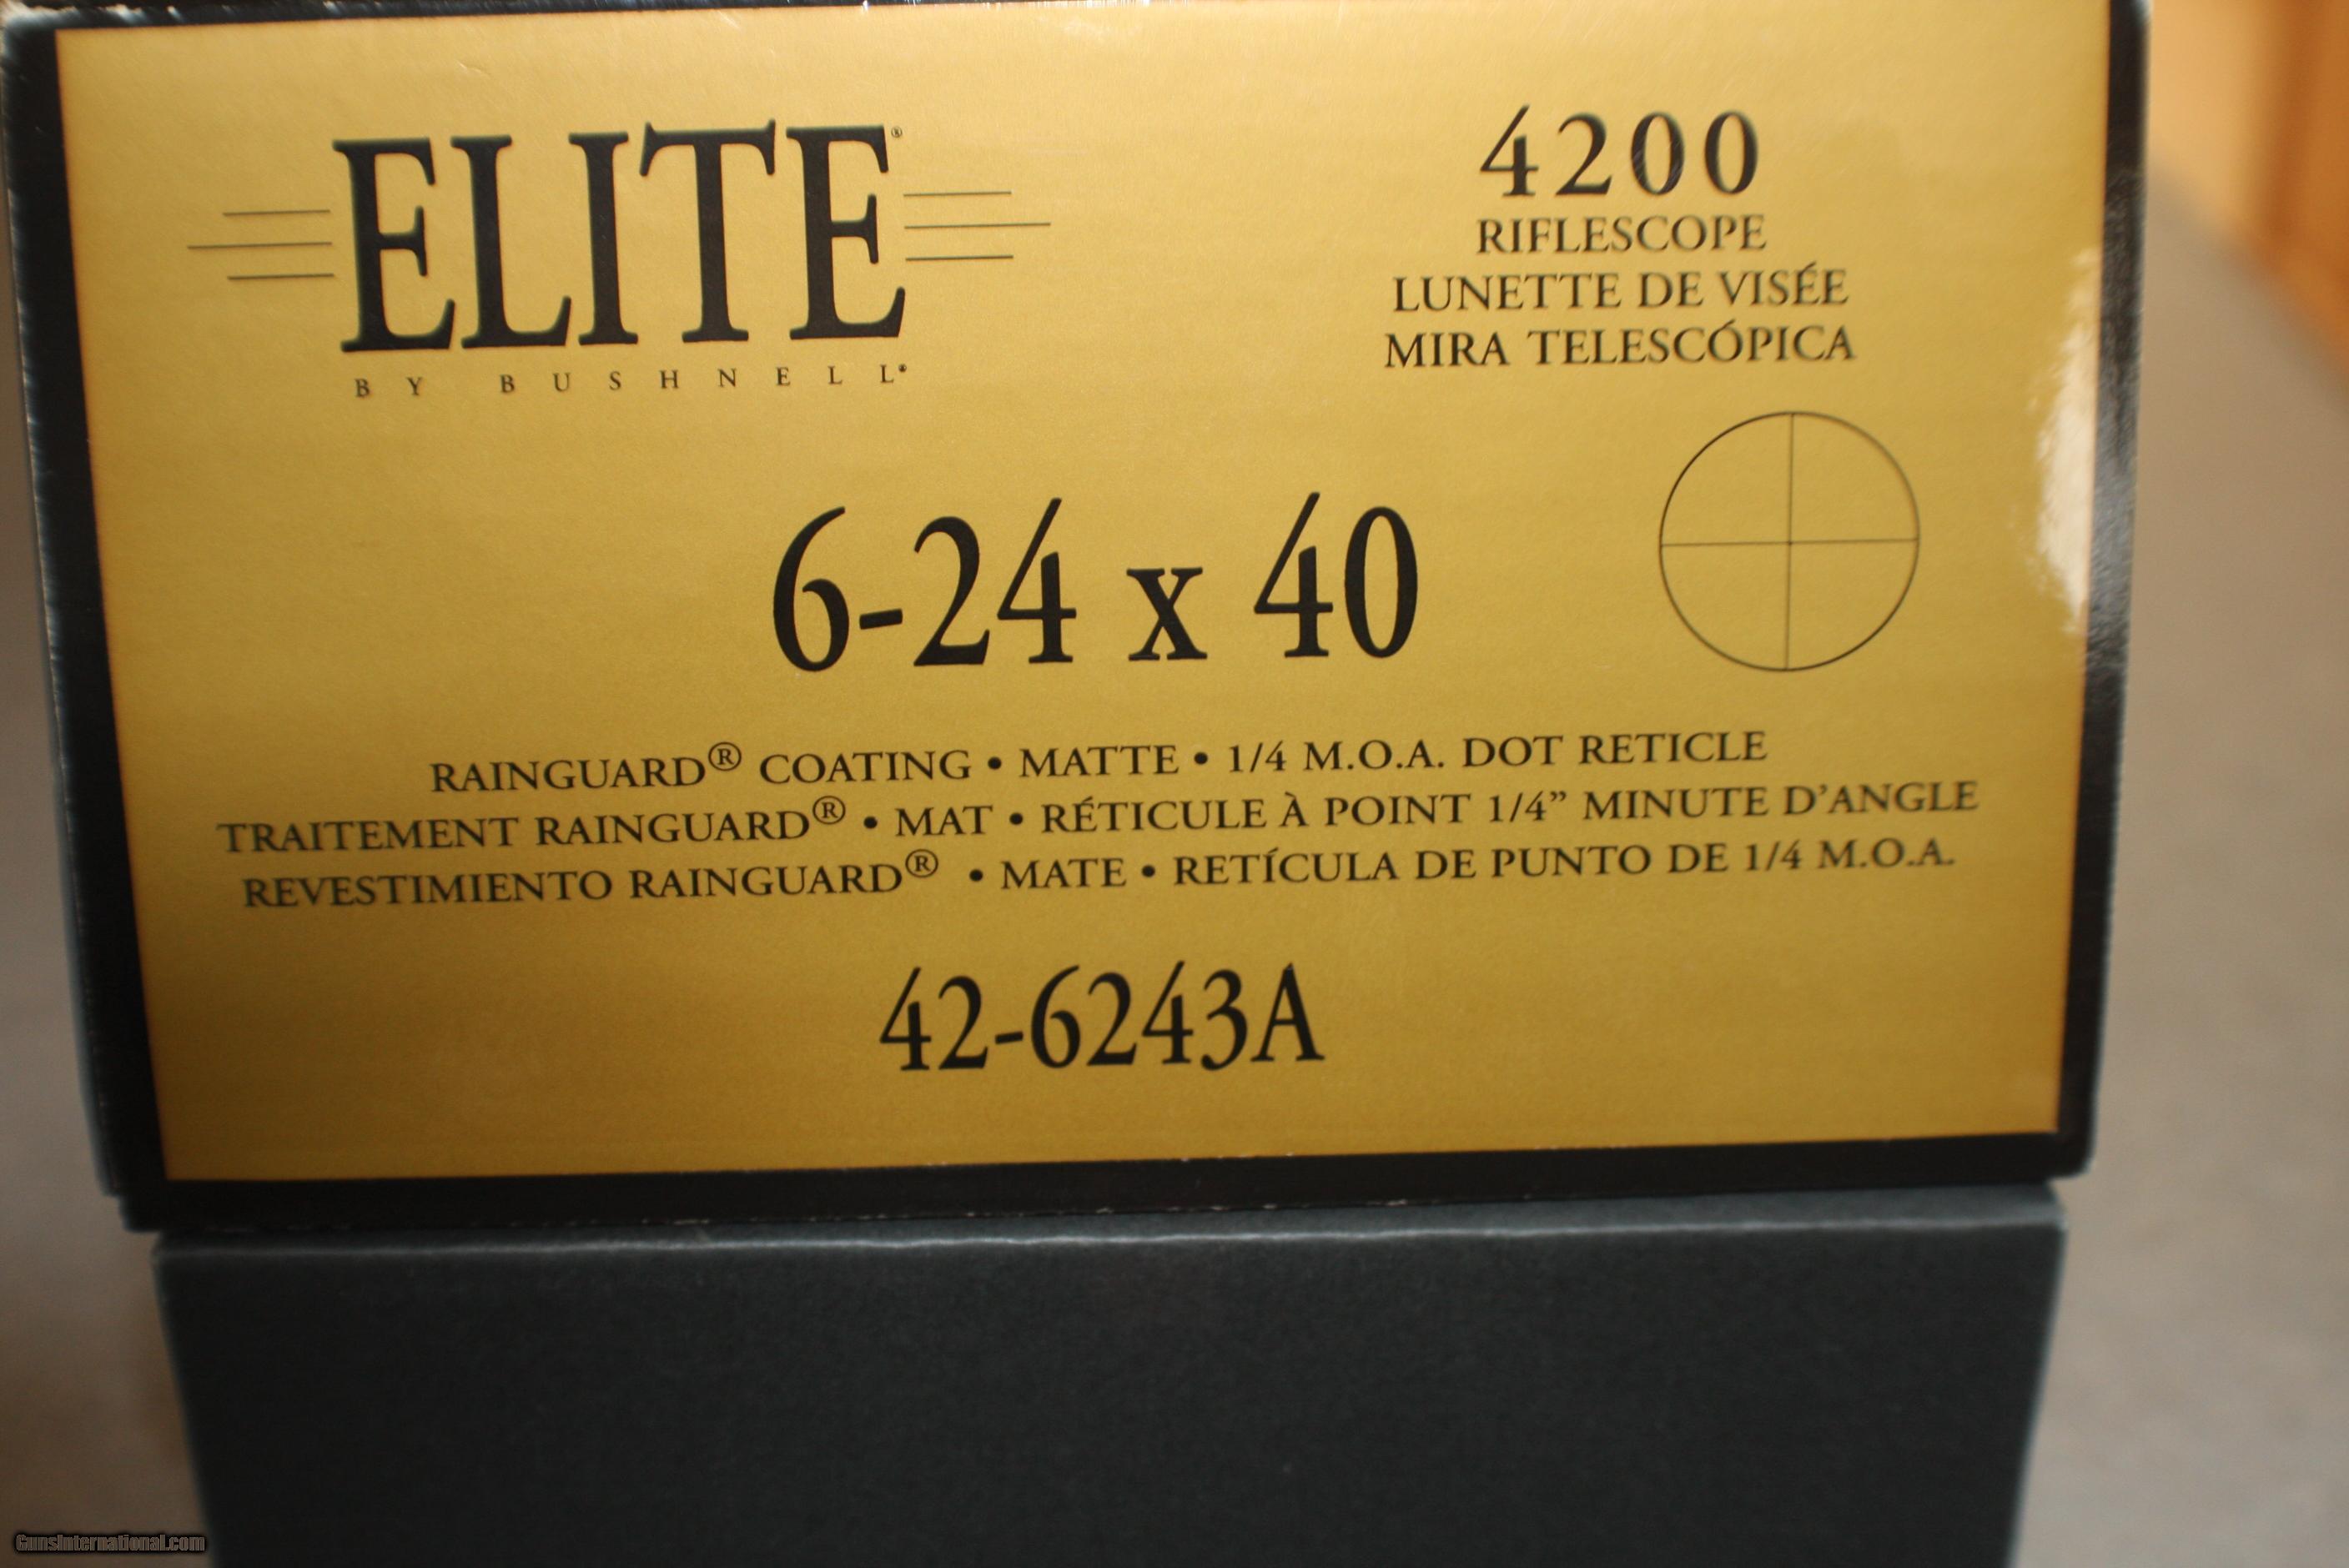 ELITE®
BY BUSHNELL®
4200
RIFLESCOPE
LUNETTE DE VISÉE
MIRA TELESCÓPICA
6-24 x 40
RAINGUARD® COATING • MATTE • 1/4 M.O.A. DOT RETICLE
TRAITEMENT RAINGUARD® • MAT • RÉTICULE À POINT 1/4” MINUTE D’ANGLE
REVESTIMIENTO RAINGUARD® • MATE • RETÍCULA DE PUNTO DE 1/4 M.O.A.
42-6243A
GunsInternational.com